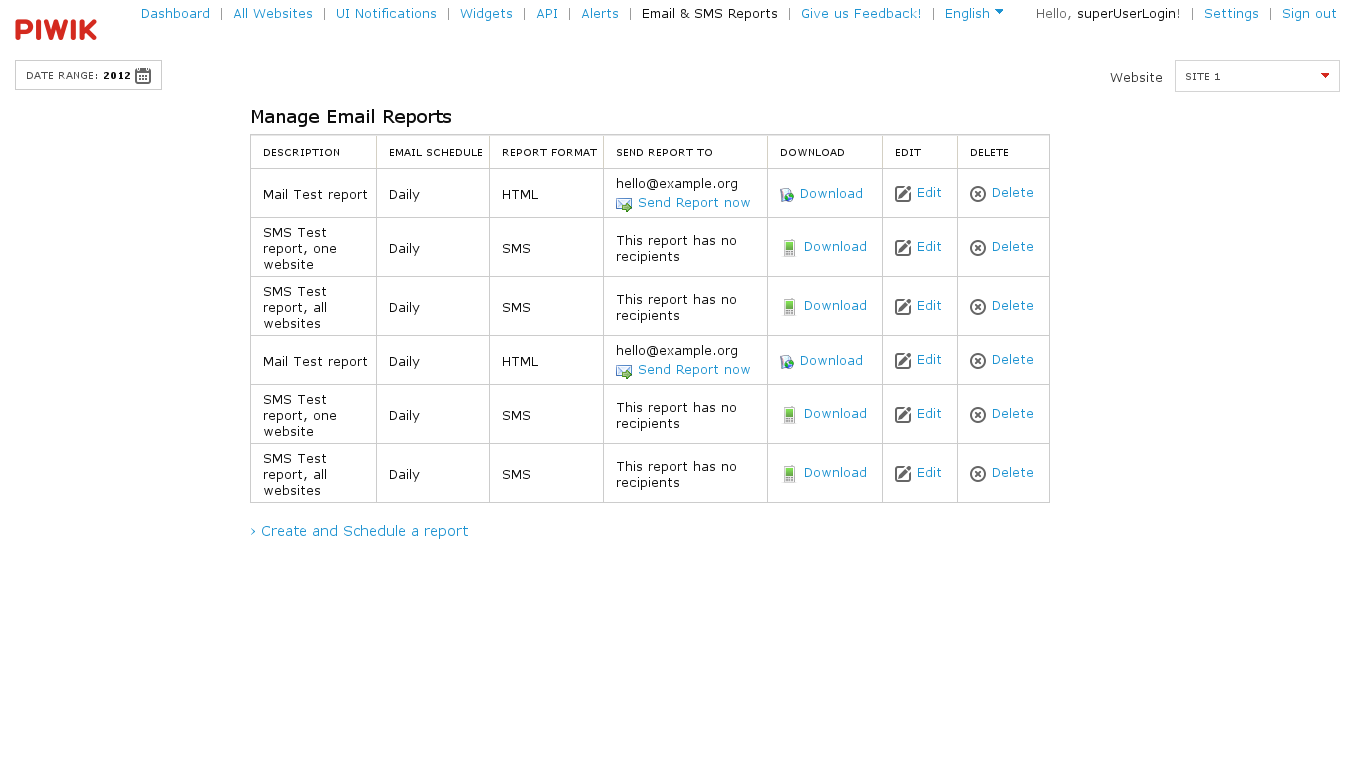 PIWIK
Dashboard | All Websites | UI Notifications | Widgets | API | Alerts | Email & SMS Reports | Give us Feedback! | English Hello, superUserLogin! | Settings | Sign out
DATE RANGE: 2012
Website SITE 1
Manage Email Reports
DESCRIPTION EMAIL SCHEDULE REPORT FORMAT SEND REPORT TO DOWNLOAD EDIT DELETE
Mail Test report Daily HTML hello@example.org
Send Report now Download Edit Delete
SMS Test
report, one
website Daily SMS This report has no
recipients Download Edit Delete
SMS Test
report, all
websites Daily SMS This report has no
recipients Download Edit Delete
Mail Test report Daily HTML hello@example.org
Send Report now Download Edit Delete
SMS Test
report, one
website Daily SMS This report has no
recipients Download Edit Delete
SMS Test
report, all
websites Daily SMS This report has no
recipients Download Edit Delete
› Create and Schedule a report